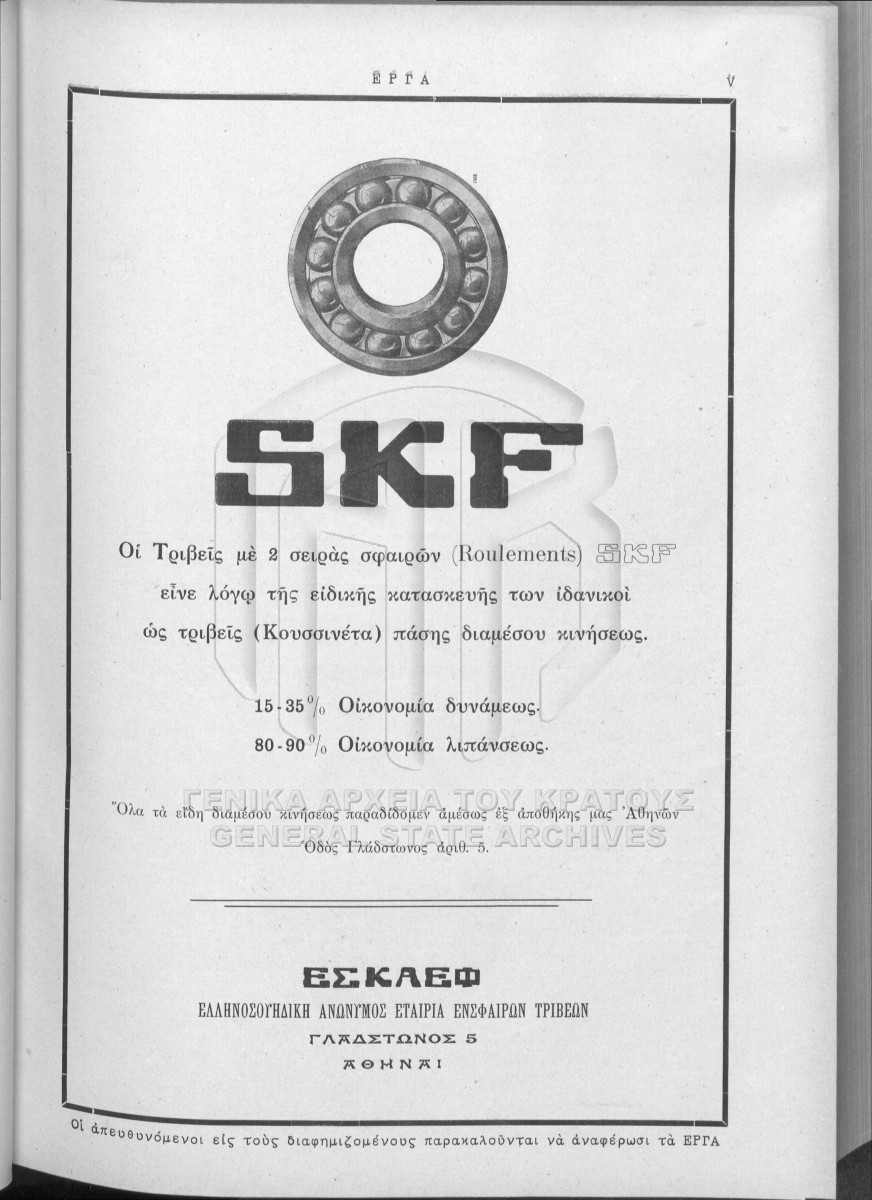 ΕΡΓΑ
V
SKF
Οἱ Τριβεῖς μὲ 2 σειρὰς σφαιρῶν (Roulements) SKF
εἶνε λόγῳ τῆς εἰδικῆς κατασκευῆς των ἰδανικοὶ
ὡς τριβεῖς (Κουσσινέτα) πάσης διαμέσου κινήσεως.
15-35% Οἰκονομία δυνάμεως.
80-90% Οἰκονομία λιπάνσεως.
ΓΕΝΙΚΑ ΑΡΧΕΙΑ ΤΟΥ ΚΡΑΤΟΥΣ
Ὅλα τὰ εἴδη διαμέσου κινήσεως παραδίδομεν ἀμέσως ἐξ ἀποθήκης μας Ἀθηνῶν
GENERAL STATE ARCHIVES
Ὁδὸς Γλάδστωνος ἀριθ. 5.
ΕΣΚΑΕΦ
ΕΛΛΗΝΟΣΟΥΗΔΙΚΗ ΑΝΩΝΥΜΟΣ ΕΤΑΙΡΙΑ ΕΝΣΦΑΙΡΩΝ ΤΡΙΒΕΩΝ
ΓΛΑΔΣΤΩΝΟΣ 5
ΑΘΗΝΑΙ
Οἱ ἀπευθυνόμενοι εἰς τοὺς διαφημιζομένους παρακαλοῦνται νὰ ἀναφέρωσι τὰ ΕΡΓΑ